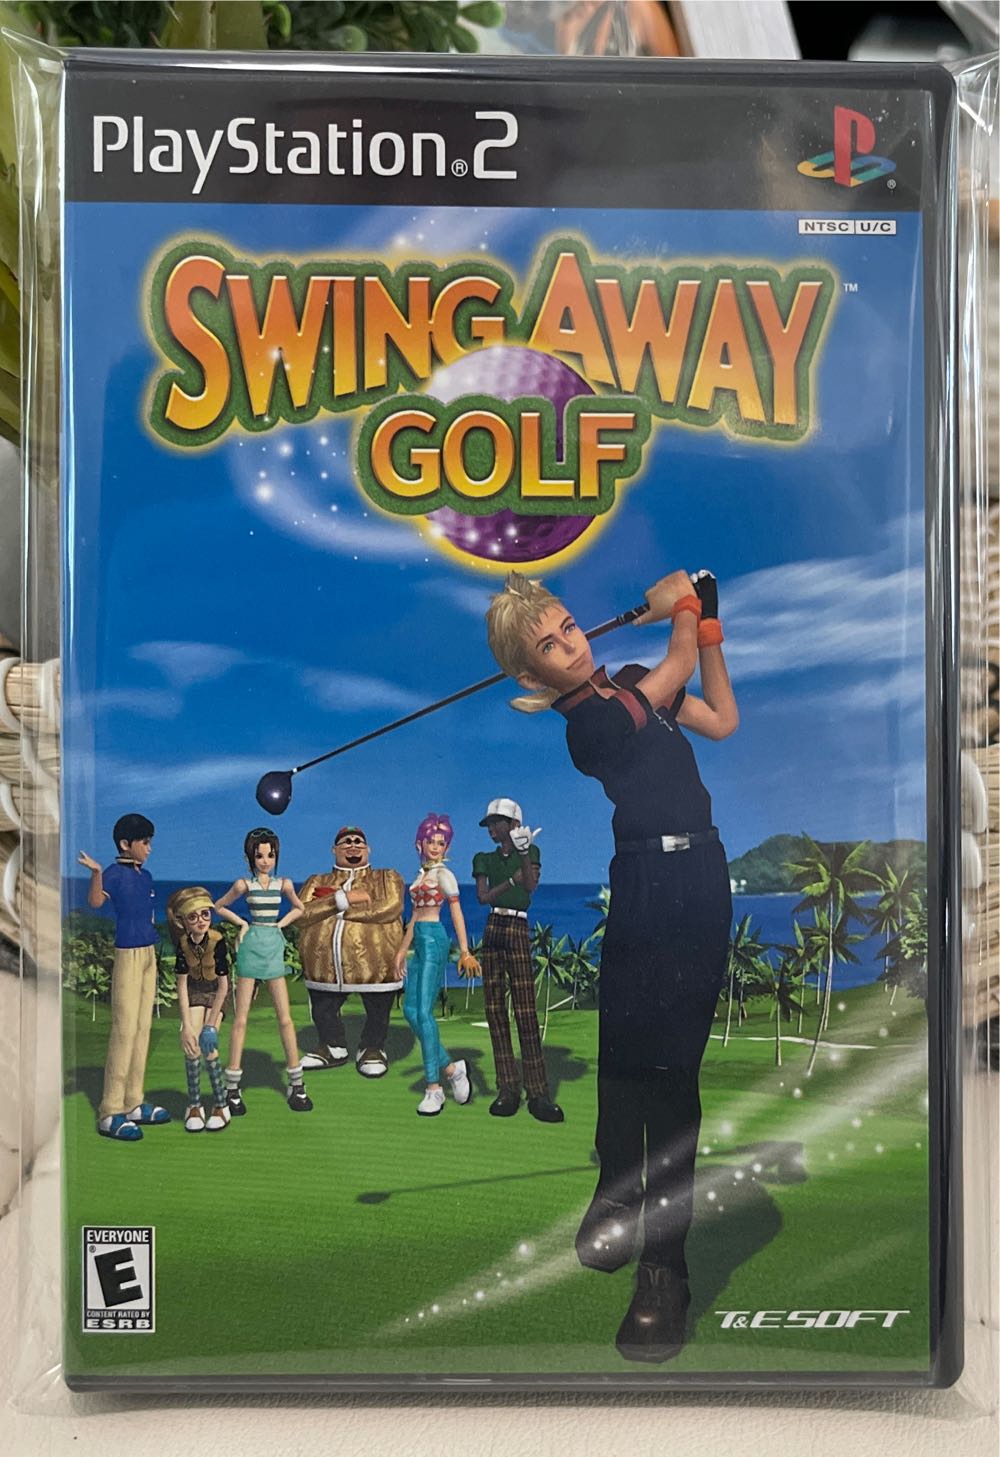 PlayStation®2
NTSC U/C
SWING AWAY™
GOLF
EVERYONE
E
CONTENT RATED BY
ESRB
T&E SOFT